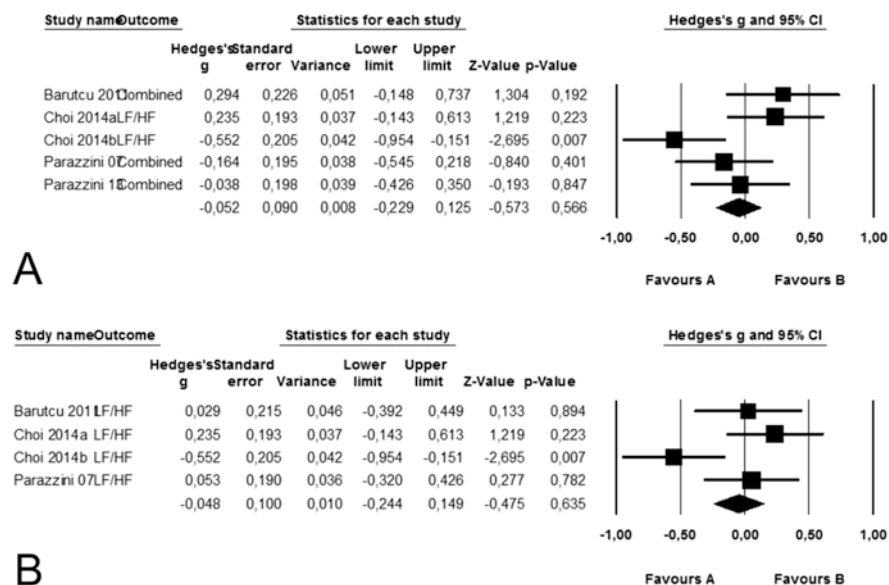 Study name Outcome Statistics for each study Hedges's g and 95% CI
Hedges's Standard Lower Upper
g error Variance limit limit Z-Value p-Value
Barutcu 2011 Combined 0,294 0,226 0,051 -0,148 0,737 1,304 0,192
Choi 2014a LF/HF 0,235 0,193 0,037 -0,143 0,613 1,219 0,223
Choi 2014b LF/HF -0,552 0,205 0,042 -0,954 -0,151 -2,695 0,007
Parazzini 07 Combined -0,164 0,195 0,038 -0,545 0,218 -0,840 0,401
Parazzini 13 Combined -0,038 0,198 0,039 -0,426 0,350 -0,193 0,847
-0,052 0,090 0,008 -0,229 0,125 -0,573 0,566
-1,00 -0,50 0,00 0,50 1,00
A Favours A Favours B
Study name Outcome Statistics for each study Hedges's g and 95% CI
Hedges's Standard Lower Upper
g error Variance limit limit Z-Value p-Value
Barutcu 2011 LF/HF 0,029 0,215 0,046 -0,392 0,449 0,133 0,894
Choi 2014a LF/HF 0,235 0,193 0,037 -0,143 0,613 1,219 0,223
Choi 2014b LF/HF -0,552 0,205 0,042 -0,954 -0,151 -2,695 0,007
Parazzini 07 LF/HF 0,053 0,190 0,036 -0,320 0,426 0,277 0,782
-0,048 0,100 0,010 -0,244 0,149 -0,475 0,635
-1,00 -0,50 0,00 0,50 1,00
B Favours A Favours B